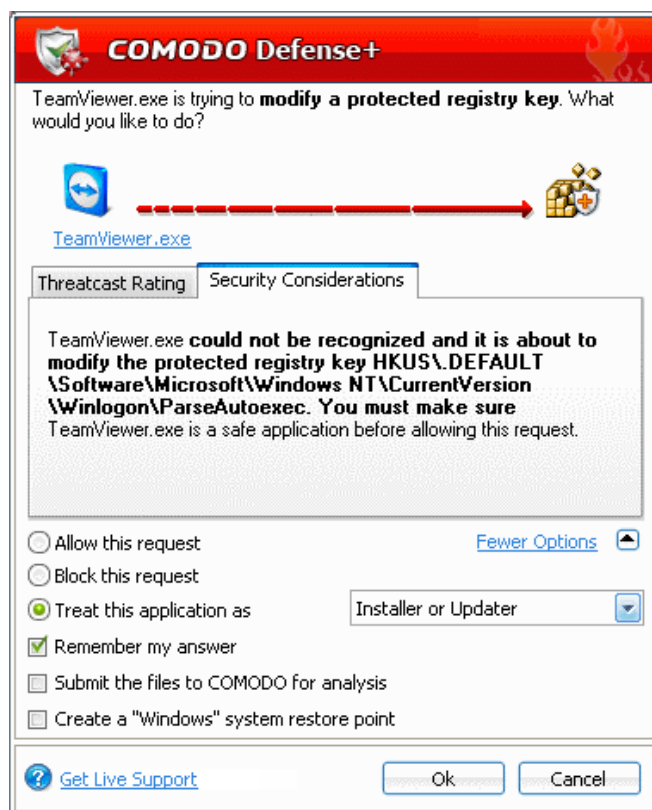 COMODO Defense+
TeamViewer.exe is trying to modify a protected registry key. What
would you like to do?
TeamViewer.exe
Threatcast Rating
Security Considerations
TeamViewer.exe could not be recognized and it is about to
modify the protected registry key HKUS\.DEFAULT
\Software\Microsoft\Windows NT\CurrentVersion
\Winlogon\ParseAutoexec. You must make sure
TeamViewer.exe is a safe application before allowing this request.
Allow this request
Fewer Options
Block this request
Treat this application as
Installer or Updater
Remember my answer
Submit the files to COMODO for analysis
Create a "Windows" system restore point
Get Live Support
Ok
Cancel